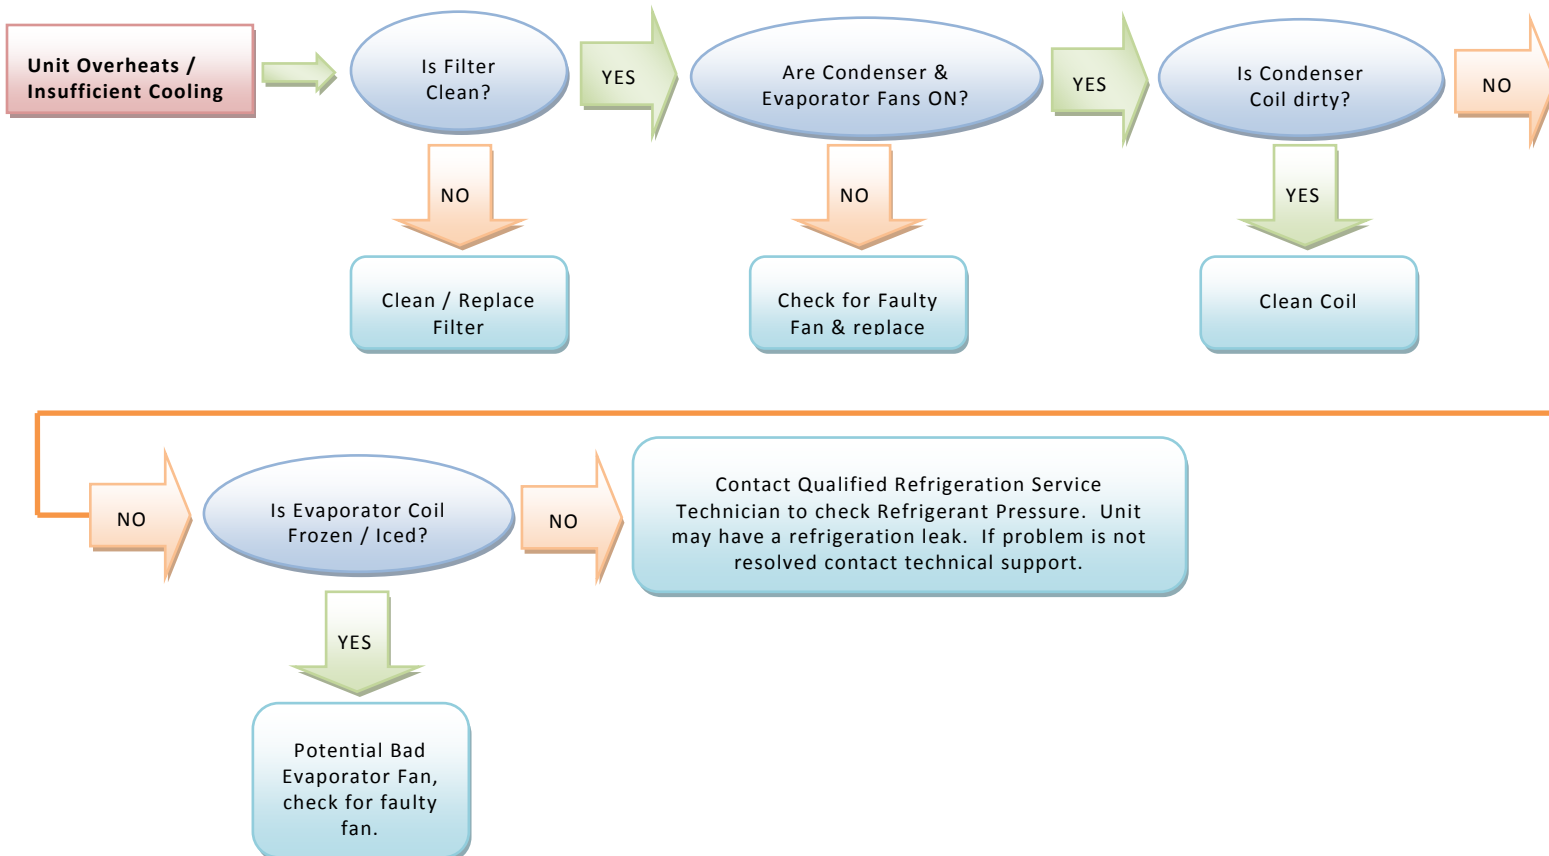 Unit Overheats /
Insufficient Cooling
Is Filter
Clean?
YES
Are Condenser &
Evaporator Fans ON?
YES
Is Condenser
Coil dirty?
NO
NO
NO
YES
Clean / Replace
Filter
Check for Faulty
Fan & replace
Clean Coil
NO
Is Evaporator Coil
Frozen / Iced?
NO
Contact Qualified Refrigeration Service
Technician to check Refrigerant Pressure.  Unit
may have a refrigeration leak.  If problem is not
resolved contact technical support.
YES
Potential Bad
Evaporator Fan,
check for faulty
fan.